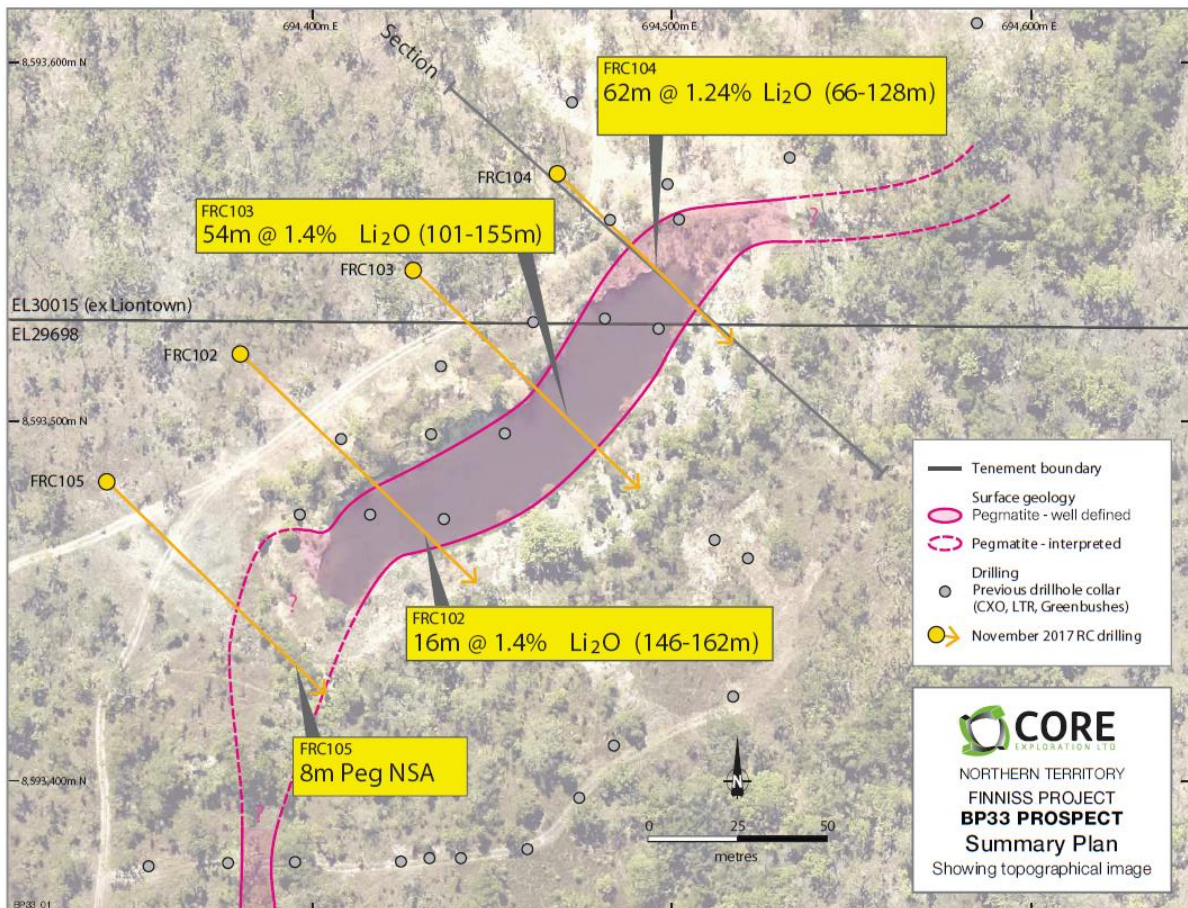 694,400m E
694,500m E
694,600m E
8,593,600m N
Section
FRC104
62m @ 1.24% Li₂O (66-128m)
FRC104
FRC103
54m @ 1.4% Li₂O (101-155m)
FRC103
EL30015 (ex Liontown)
EL29698
FRC102
8,593,500m N
FRC105
?
?
FRC102
16m @ 1.4% Li₂O (146-162m)
FRC105
8m Peg NSA
8,593,400m N
?
N
0 25 50
metres
Tenement boundary
Surface geology
Pegmatite - well defined
Pegmatite - interpreted
Drilling
Previous drillhole collar
(CXO, LTR, Greenbushes)
November 2017 RC drilling
CORE
EXPLORATION LTD
NORTHERN TERRITORY
FINNISS PROJECT
BP33 PROSPECT
Summary Plan
Showing topographical image
BP33_01